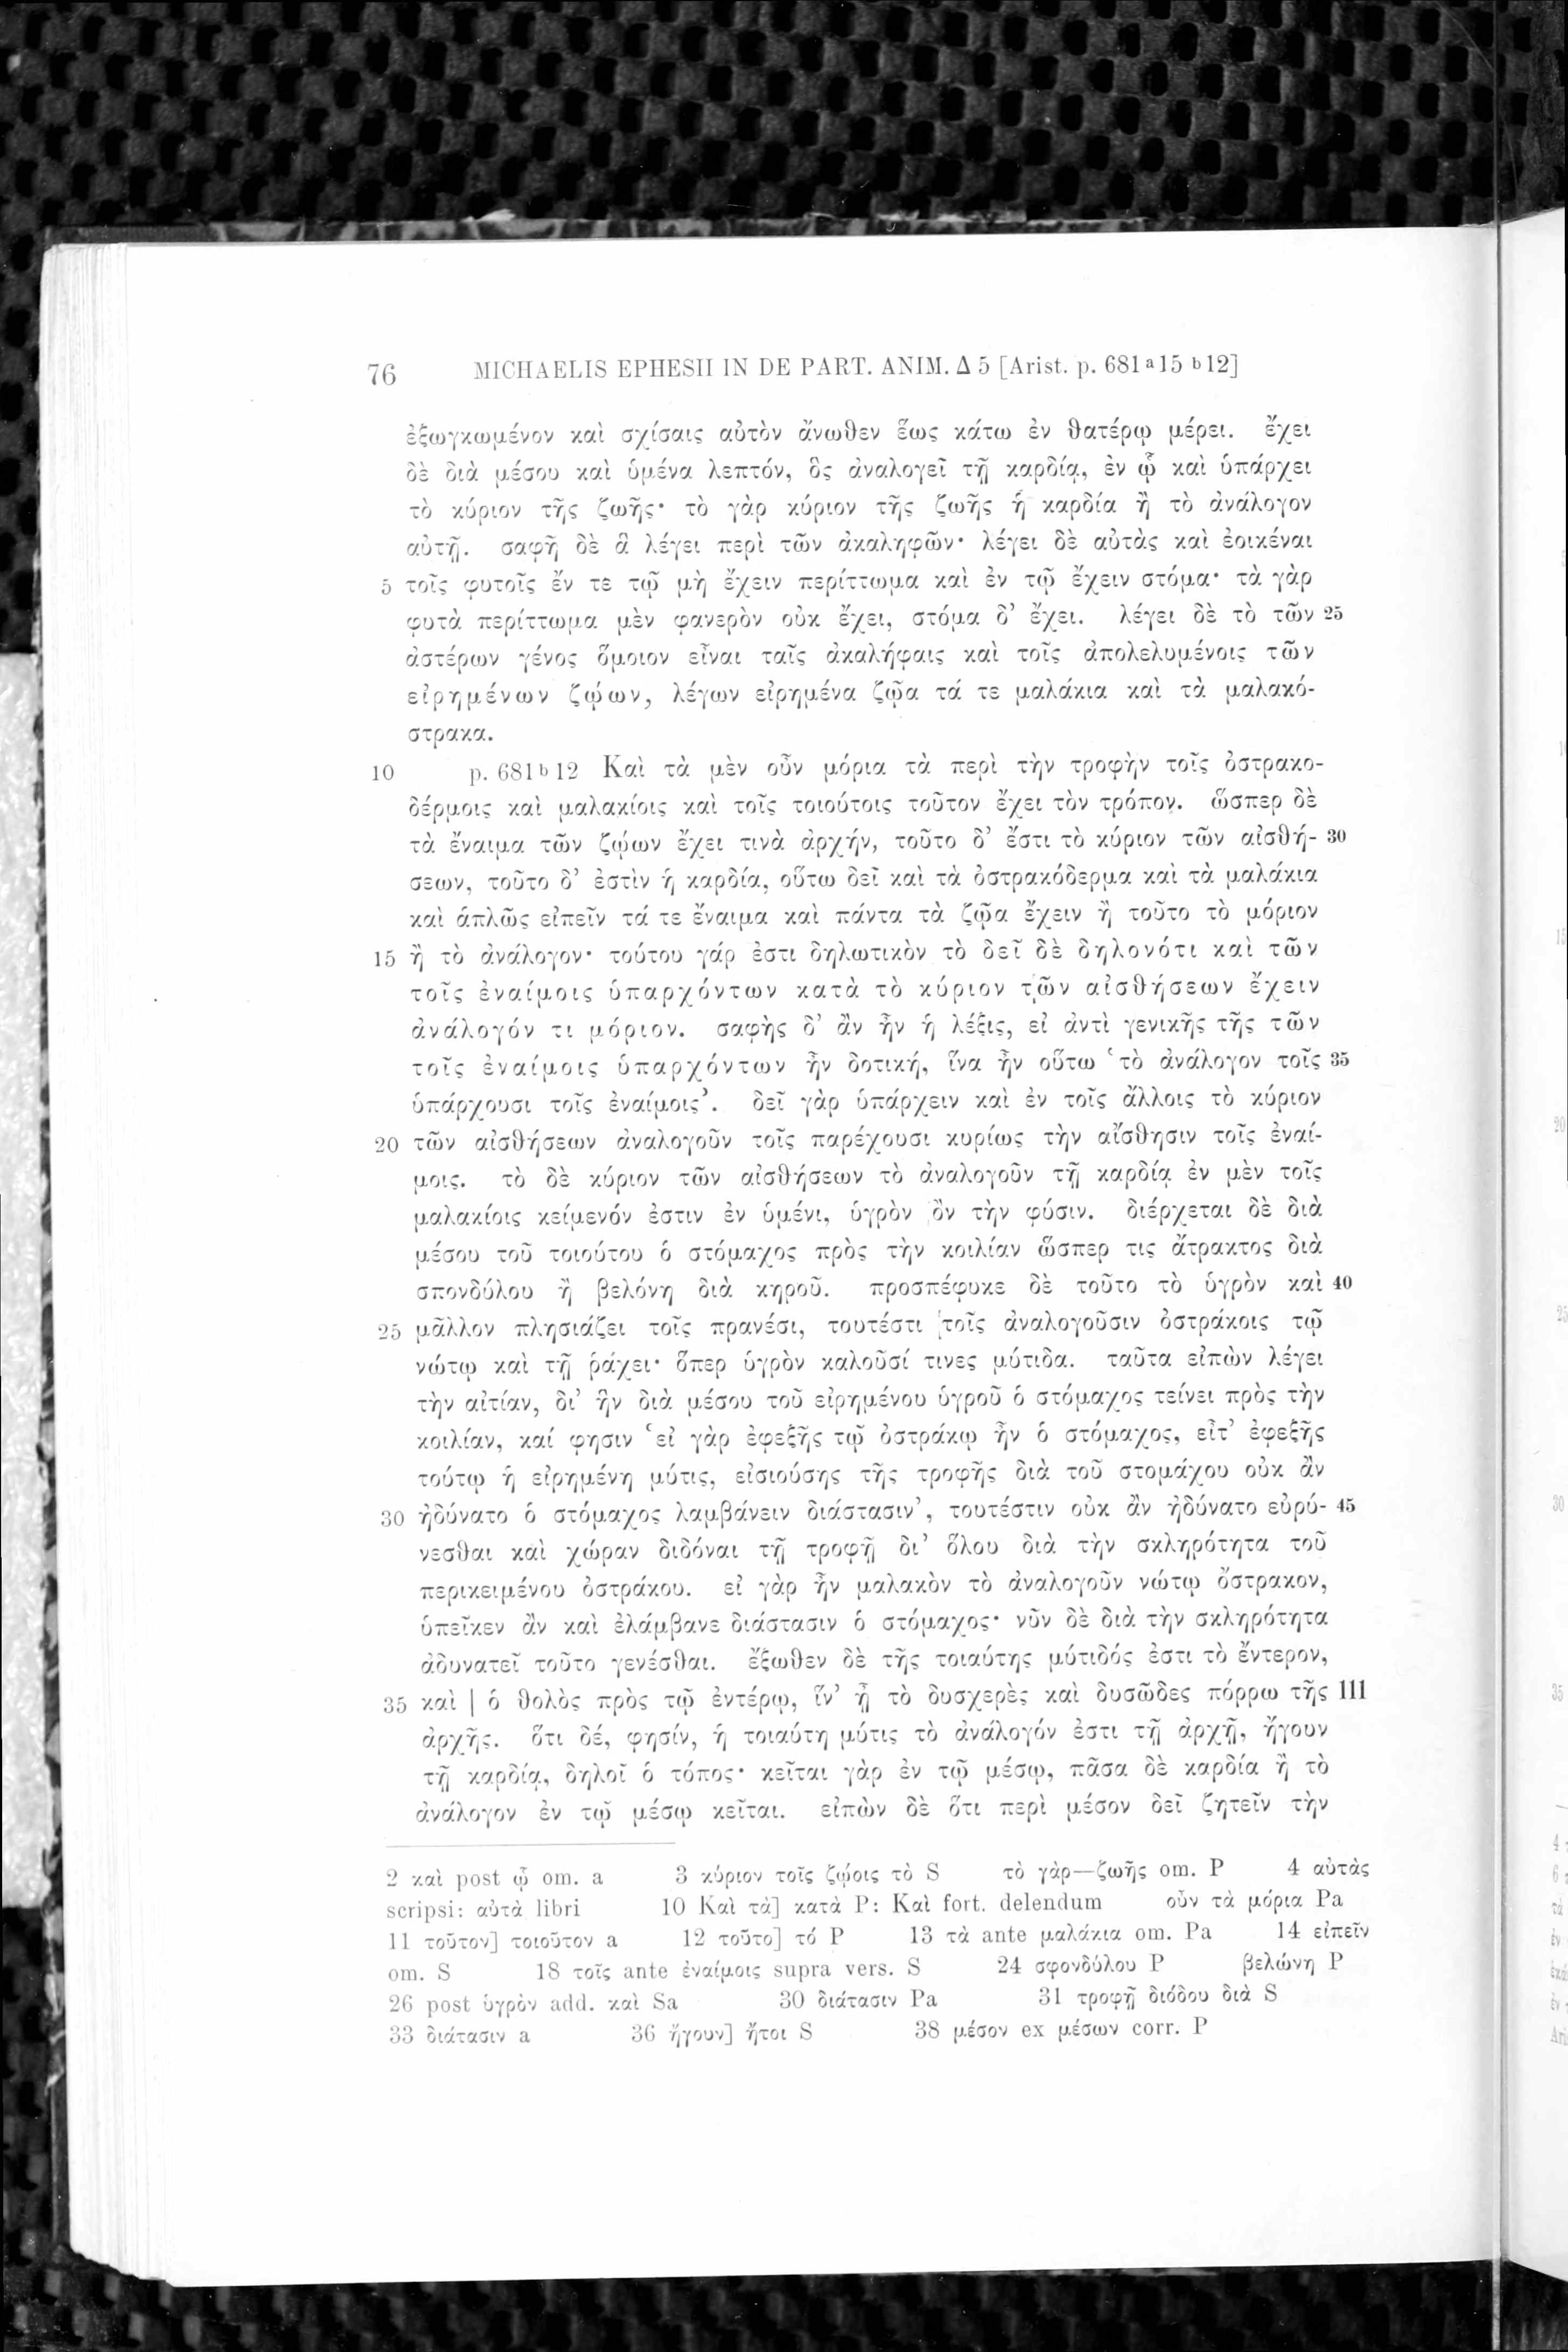 76 MICHAELIS EPHESII IN DE PART. ANIM. Δ 5 [Arist. p. 681 a 15 b 12]
ἐξωγκωμένον καὶ σχίσαις αὐτὸν ἄνωθεν ἕως κάτω ἐν θατέρῳ μέρει. ἔχει
δὲ διὰ μέσου καὶ ὑμένα λεπτόν, ὃς ἀναλογεῖ τῇ καρδίᾳ, ἐν ᾧ καὶ ὑπάρχει
τὸ κύριον τῆς ζωῆς· τὸ γὰρ κύριον τῆς ζωῆς ἡ καρδία ἢ τὸ ἀνάλογον
αὐτῇ. σαφῆ δὲ ἃ λέγει περὶ τῶν ἀκαληφῶν· λέγει δὲ αὐτὰς καὶ ἐοικέναι
5 τοῖς φυτοῖς ἔν τε τῷ μὴ ἔχειν περίττωμα καὶ ἐν τῷ ἔχειν στόμα· τὰ γὰρ
φυτὰ περίττωμα μὲν φανερὸν οὐκ ἔχει, στόμα δ᾽ ἔχει. λέγει δὲ τὸ τῶν 25
ἀστέρων γένος ὅμοιον εἶναι ταῖς ἀκαλήφαις καὶ τοῖς ἀπολελυμένοις τῶν
εἰρημένων ζῴων, λέγων εἰρημένα ζῷα τά τε μαλάκια καὶ τὰ μαλακό-
στρακα.
10 p. 681 b 12 Καὶ τὰ μὲν οὖν μόρια τὰ περὶ τὴν τροφὴν τοῖς ὀστρακο-
δέρμοις καὶ μαλακίοις καὶ τοῖς τοιούτοις τοῦτον ἔχει τὸν τρόπον. ὥσπερ δὲ
τὰ ἔναιμα τῶν ζῴων ἔχει τινὰ ἀρχήν, τοῦτο δ᾽ ἔστι τὸ κύριον τῶν αἰσθή- 30
σεων, τοῦτο δ᾽ ἐστὶν ἡ καρδία, οὕτω δεῖ καὶ τὰ ὀστρακόδερμα καὶ τὰ μαλάκια
καὶ ἁπλῶς εἰπεῖν τά τε ἔναιμα καὶ πάντα τὰ ζῷα ἔχειν ἢ τοῦτο τὸ μόριον
15 ἢ τὸ ἀνάλογον· τούτου γάρ ἐστι δηλωτικὸν τὸ δεῖ δὲ δηλονότι καὶ τῶν
τοῖς ἐναίμοις ὑπαρχόντων κατὰ τὸ κύριον τῶν αἰσθήσεων ἔχειν
ἀνάλογόν τι μόριον. σαφὴς δ᾽ ἂν ἦν ἡ λέξις, εἰ ἀντὶ γενικῆς τῆς τῶν
τοῖς ἐναίμοις ὑπαρχόντων ἦν δοτική, ἵνα ἦν οὕτω ‘τὸ ἀνάλογον τοῖς 35
ὑπάρχουσι τοῖς ἐναίμοις’. δεῖ γὰρ ὑπάρχειν καὶ ἐν τοῖς ἄλλοις τὸ κύριον
20 τῶν αἰσθήσεων ἀναλογοῦν τοῖς παρέχουσι κυρίως τὴν αἴσθησιν τοῖς ἐναί-
μοις. τὸ δὲ κύριον τῶν αἰσθήσεων τὸ ἀναλογοῦν τῇ καρδίᾳ ἐν μὲν τοῖς
μαλακίοις κείμενόν ἐστιν ἐν ὑμένι, ὑγρὸν ὂν τὴν φύσιν. διέρχεται δὲ διὰ
μέσου τοῦ τοιούτου ὁ στόμαχος πρὸς τὴν κοιλίαν ὥσπερ τις ἄτρακτος διὰ
σπονδύλου ἢ βελόνη διὰ κηροῦ. προσπέφυκε δὲ τοῦτο τὸ ὑγρὸν καὶ 40
25 μᾶλλον πλησιάζει τοῖς πρανέσι, τουτέστι τοῖς ἀναλογοῦσιν ὀστράκοις τῷ
νώτῳ καὶ τῇ ῥάχει· ὅπερ ὑγρὸν καλοῦσί τινες μύτιδα. ταῦτα εἰπὼν λέγει
τὴν αἰτίαν, δι᾽ ἣν διὰ μέσου τοῦ εἰρημένου ὑγροῦ ὁ στόμαχος τείνει πρὸς τὴν
κοιλίαν, καί φησιν ‘εἰ γὰρ ἐφεξῆς τῷ ὀστράκῳ ἦν ὁ στόμαχος, εἶτ᾽ ἐφεξῆς
τούτῳ ἡ εἰρημένη μύτις, εἰσιούσης τῆς τροφῆς διὰ τοῦ στομάχου οὐκ ἂν
30 ἠδύνατο ὁ στόμαχος λαμβάνειν διάστασιν’, τουτέστιν οὐκ ἂν ἠδύνατο εὐρύ- 45
νεσθαι καὶ χώραν διδόναι τῇ τροφῇ δι᾽ ὅλου διὰ τὴν σκληρότητα τοῦ
περικειμένου ὀστράκου. εἰ γὰρ ἦν μαλακὸν τὸ ἀναλογοῦν νώτῳ ὄστρακον,
ὑπεῖκεν ἂν καὶ ἐλάμβανε διάστασιν ὁ στόμαχος· νῦν δὲ διὰ τὴν σκληρότητα
ἀδυνατεῖ τοῦτο γενέσθαι. ἔξωθεν δὲ τῆς τοιαύτης μύτιδός ἐστι τὸ ἔντερον,
35 καὶ | ὁ θολὸς πρὸς τῷ ἐντέρῳ, ἵν᾽ ᾖ τὸ δυσχερὲς καὶ δυσῶδες πόρρω τῆς 111
ἀρχῆς. ὅτι δέ, φησίν, ἡ τοιαύτη μύτις τὸ ἀνάλογόν ἐστι τῇ ἀρχῇ, ἤγουν
τῇ καρδίᾳ, δηλοῖ ὁ τόπος· κεῖται γὰρ ἐν τῷ μέσῳ, πᾶσα δὲ καρδία ἢ τὸ
ἀνάλογον ἐν τῷ μέσῳ κεῖται. εἰπὼν δὲ ὅτι περὶ μέσον δεῖ ζητεῖν τὴν
2 καὶ post ᾧ om. a 3 κύριον τοῖς ζῴοις τὸ S τὸ γὰρ—ζωῆς om. P 4 αὐτὰς
scripsi: αὐτὰ libri 10 Καὶ τὰ] κατὰ P: Καὶ fort. delendum οὖν τὰ μόρια Pa
11 τοῦτον] τοιοῦτον a 12 τοῦτο] τό P 13 τὰ ante μαλάκια om. Pa 14 εἰπεῖν
om. S 18 τοῖς ante ἐναίμοις supra vers. S 24 σφονδύλου P βελώνη P
26 post ὑγρὸν add. καὶ Sa 30 διάτασιν Pa 31 τροφῇ διόδου διὰ S
33 διάτασιν a 36 ἤγουν] ἤτοι S 38 μέσον ex μέσων corr. P